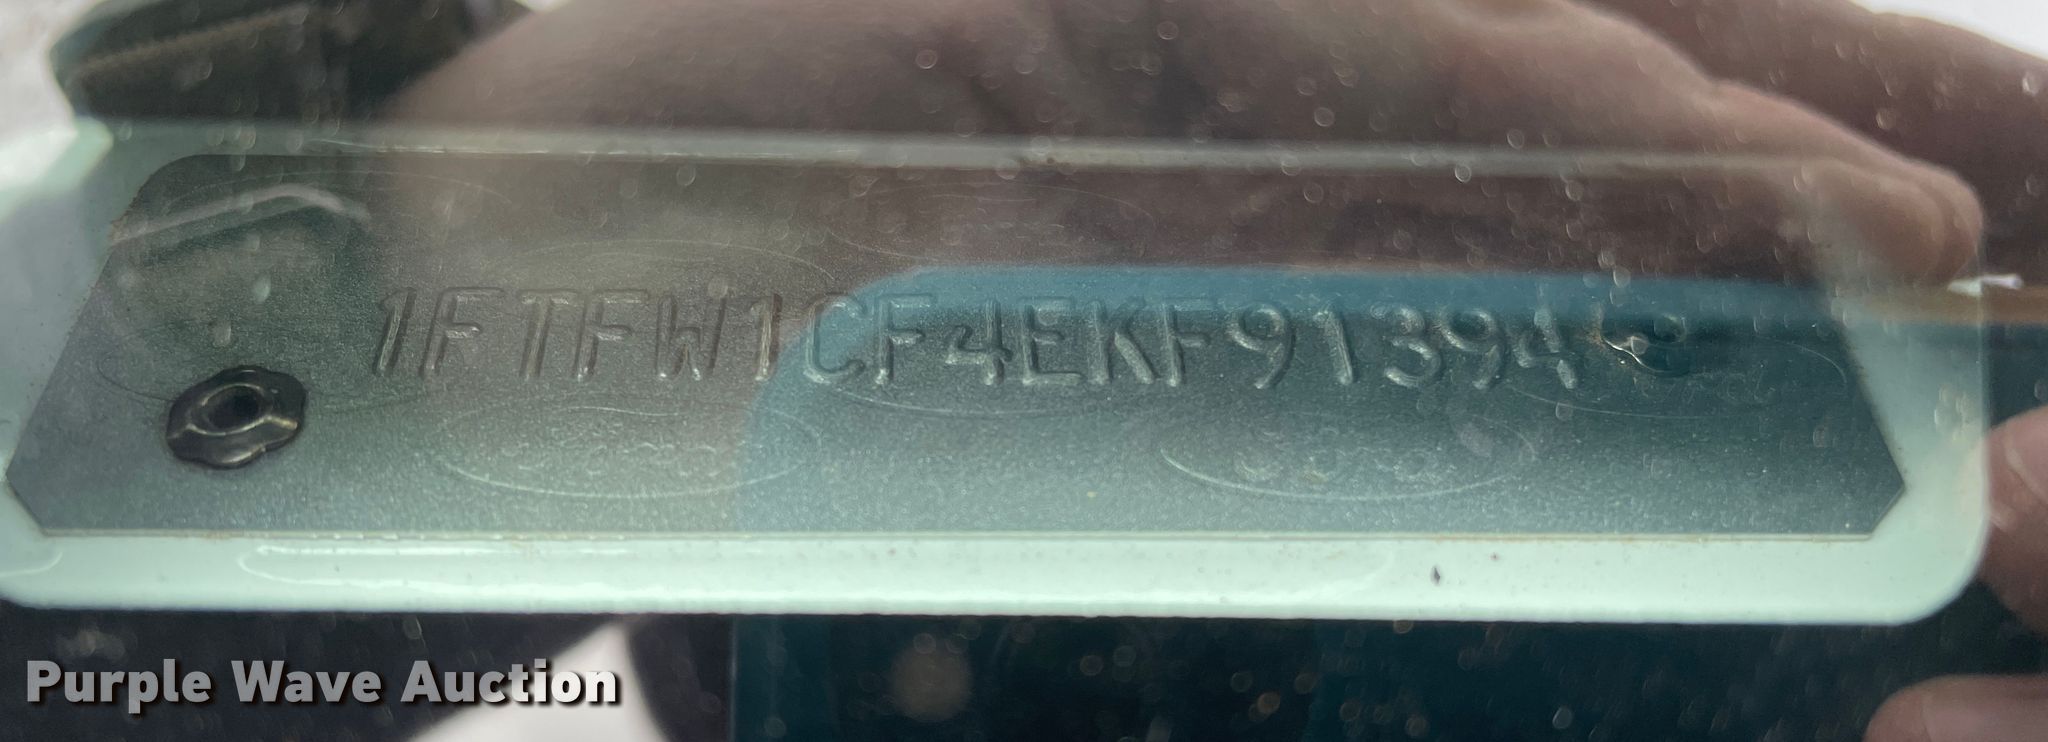 1FTFW1CF4EKF91394
Purple Wave Auction